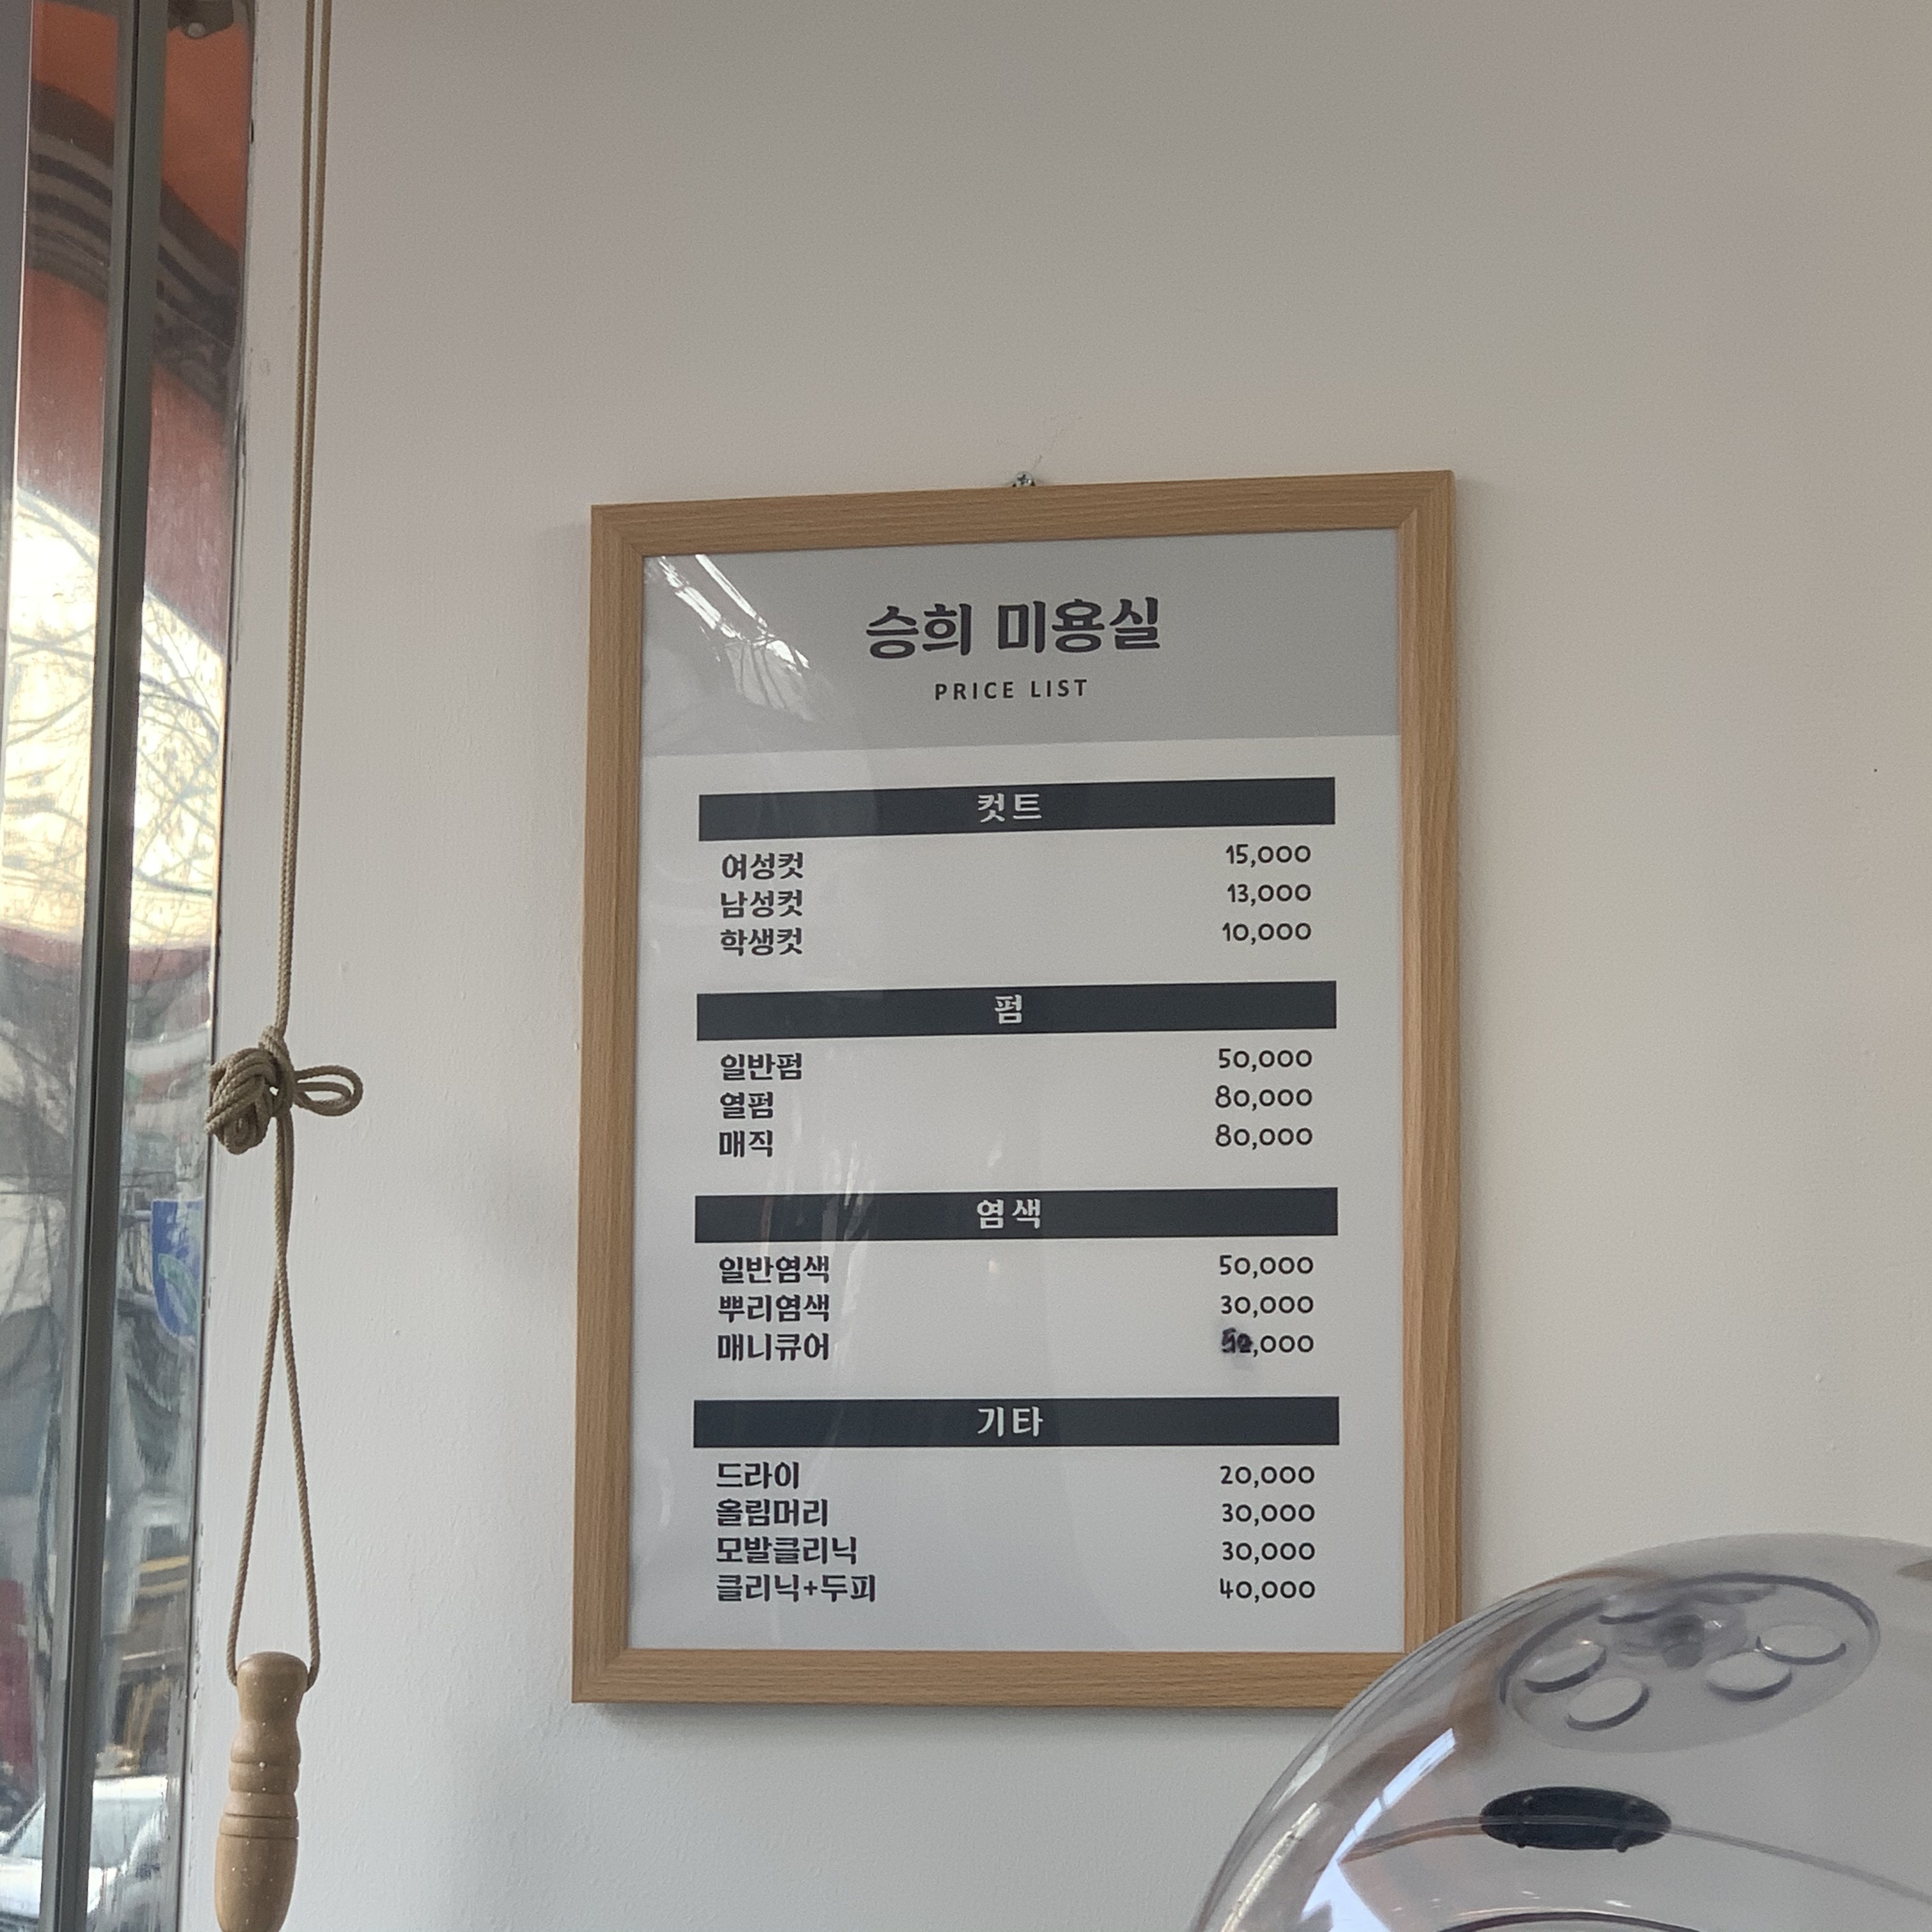 승희 미용실
PRICE LIST
컷트
여성컷 15,000
남성컷 13,000
학생컷 10,000
펌
일반펌 50,000
열펌 80,000
매직 80,000
염색
일반염색 50,000
뿌리염색 30,000
매니큐어
기타
드라이 20,000
올림머리 30,000
모발클리닉 30,000
클리닉+두피 40,000